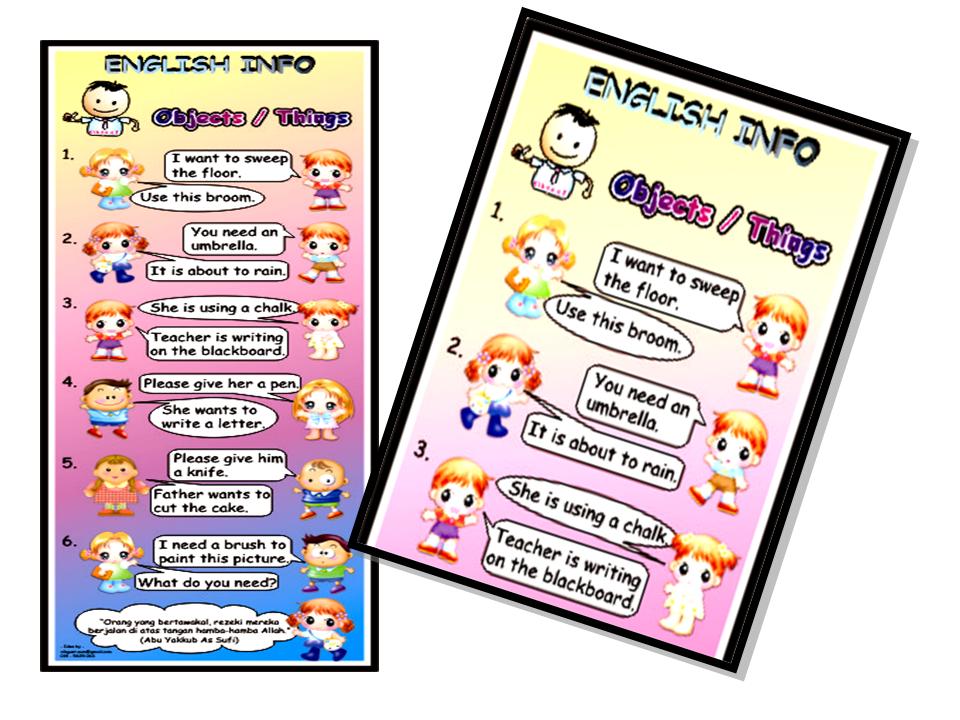 ENGLISH INFO
Objects / Things
1.
I want to sweep
the floor.
Use this broom.
2.
You need an
umbrella.
It is about to rain.
3.
She is using a chalk.
Teacher is writing
on the blackboard.
4.
Please give her a pen.
She wants to
write a letter.
5.
Please give him
a knife.
Father wants to
cut the cake.
6.
I need a brush to
paint this picture.
What do you need?
"Orang yang bertawakal, rezeki mereka
berjalan di atas tangan hamba-hamba Allah."
(Abu Yakkub As Sufi)
ENGLISH INFO
Objects / Things
1.
I want to sweep
the floor.
Use this broom.
2.
You need an
umbrella.
It is about to rain.
3.
She is using a chalk.
Teacher is writing
on the blackboard.